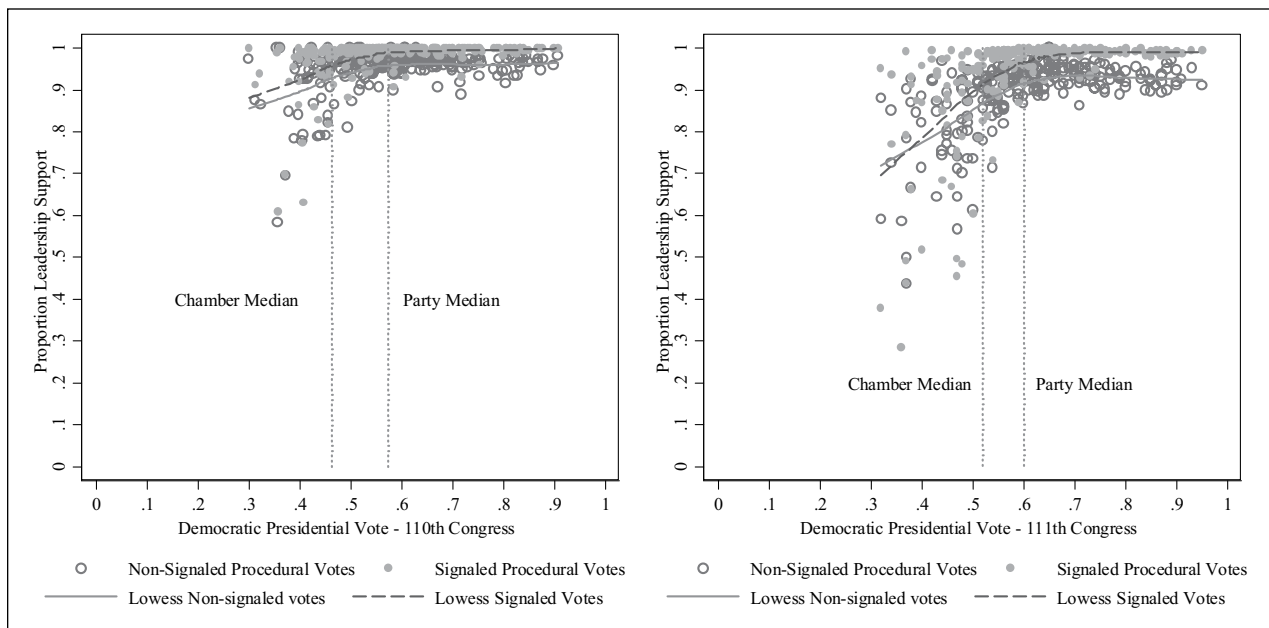 Proportion Leadership Support
1
.9
.8
.7
.6
.5
.4
.3
.2
.1
0
Chamber Median
Party Median
0 .1 .2 .3 .4 .5 .6 .7 .8 .9 1
Democratic Presidential Vote - 110th Congress
Non-Signaled Procedural Votes
Signaled Procedural Votes
Lowess Non-signaled votes
Lowess Signaled Votes
Proportion Leadership Support
1
.9
.8
.7
.6
.5
.4
.3
.2
.1
0
Chamber Median
Party Median
0 .1 .2 .3 .4 .5 .6 .7 .8 .9 1
Democratic Presidential Vote - 111th Congress
Non-Signaled Procedural Votes
Signaled Procedural Votes
Lowess Non-signaled votes
Lowess Signaled Votes